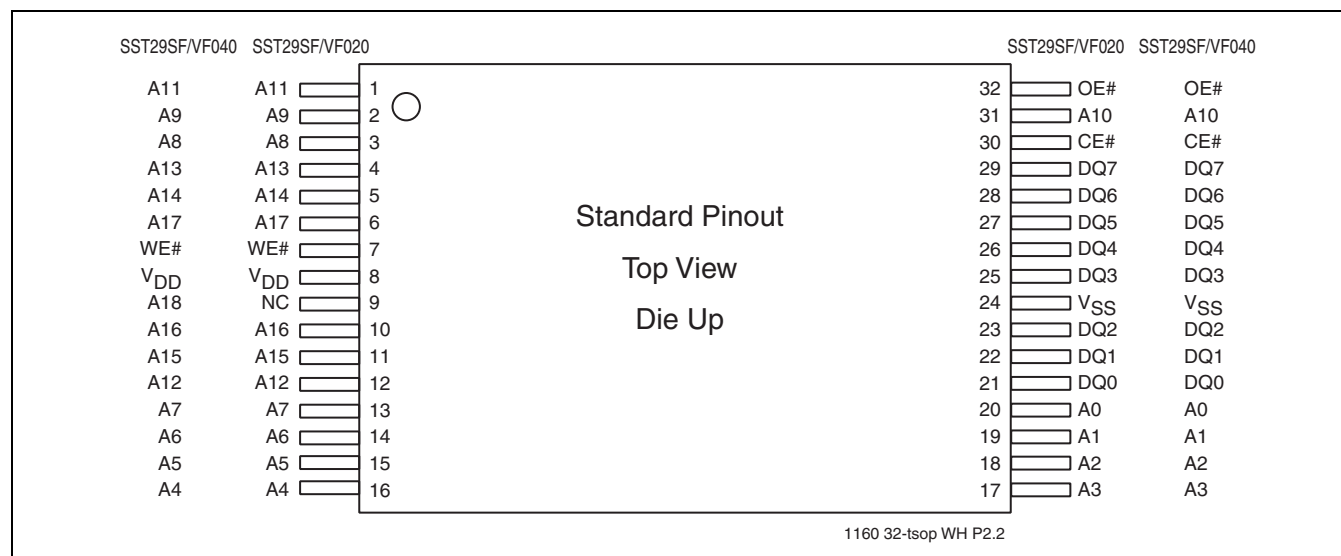 SST29SF/VF040 SST29SF/VF020 SST29SF/VF020 SST29SF/VF040
A11 A11 1 32 OE# OE#
A9 A9 2 31 A10 A10
A8 A8 3 30 CE# CE#
A13 A13 4 29 DQ7 DQ7
A14 A14 5 28 DQ6 DQ6
A17 A17 6 27 DQ5 DQ5
WE# WE# 7 26 DQ4 DQ4
VDD VDD 8 25 DQ3 DQ3
A18 NC 9 24 VSS VSS
A16 A16 10 23 DQ2 DQ2
A15 A15 11 22 DQ1 DQ1
A12 A12 12 21 DQ0 DQ0
A7 A7 13 20 A0 A0
A6 A6 14 19 A1 A1
A5 A5 15 18 A2 A2
A4 A4 16 17 A3 A3
Standard Pinout
Top View
Die Up
1160 32-tsop WH P2.2